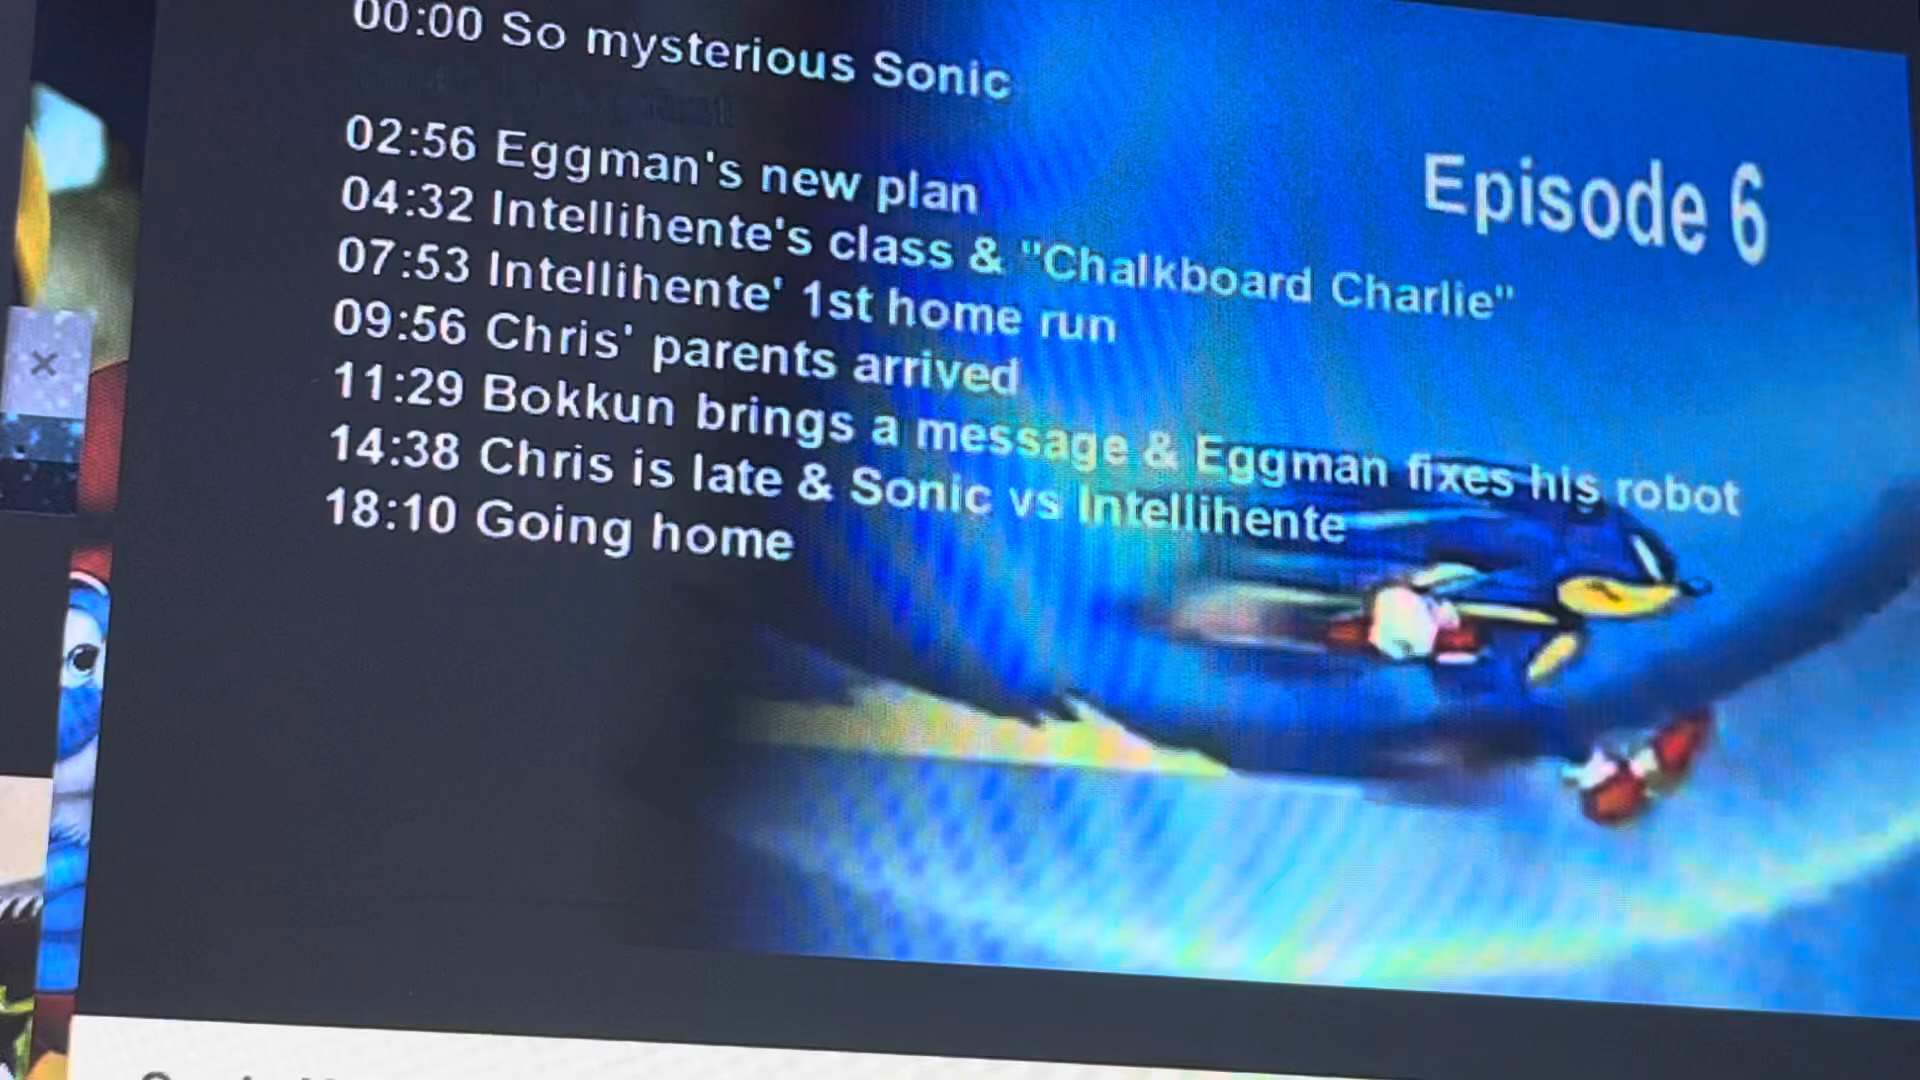 00:00 So mysterious Sonic
Episode 6
02:56 Eggman's new plan
04:32 Intellihente's class & "Chalkboard Charlie"
07:53 Intellihente' 1st home run
09:56 Chris' parents arrived
11:29 Bokkun brings a message & Eggman fixes his robot
14:38 Chris is late & Sonic vs Intellihente
18:10 Going home